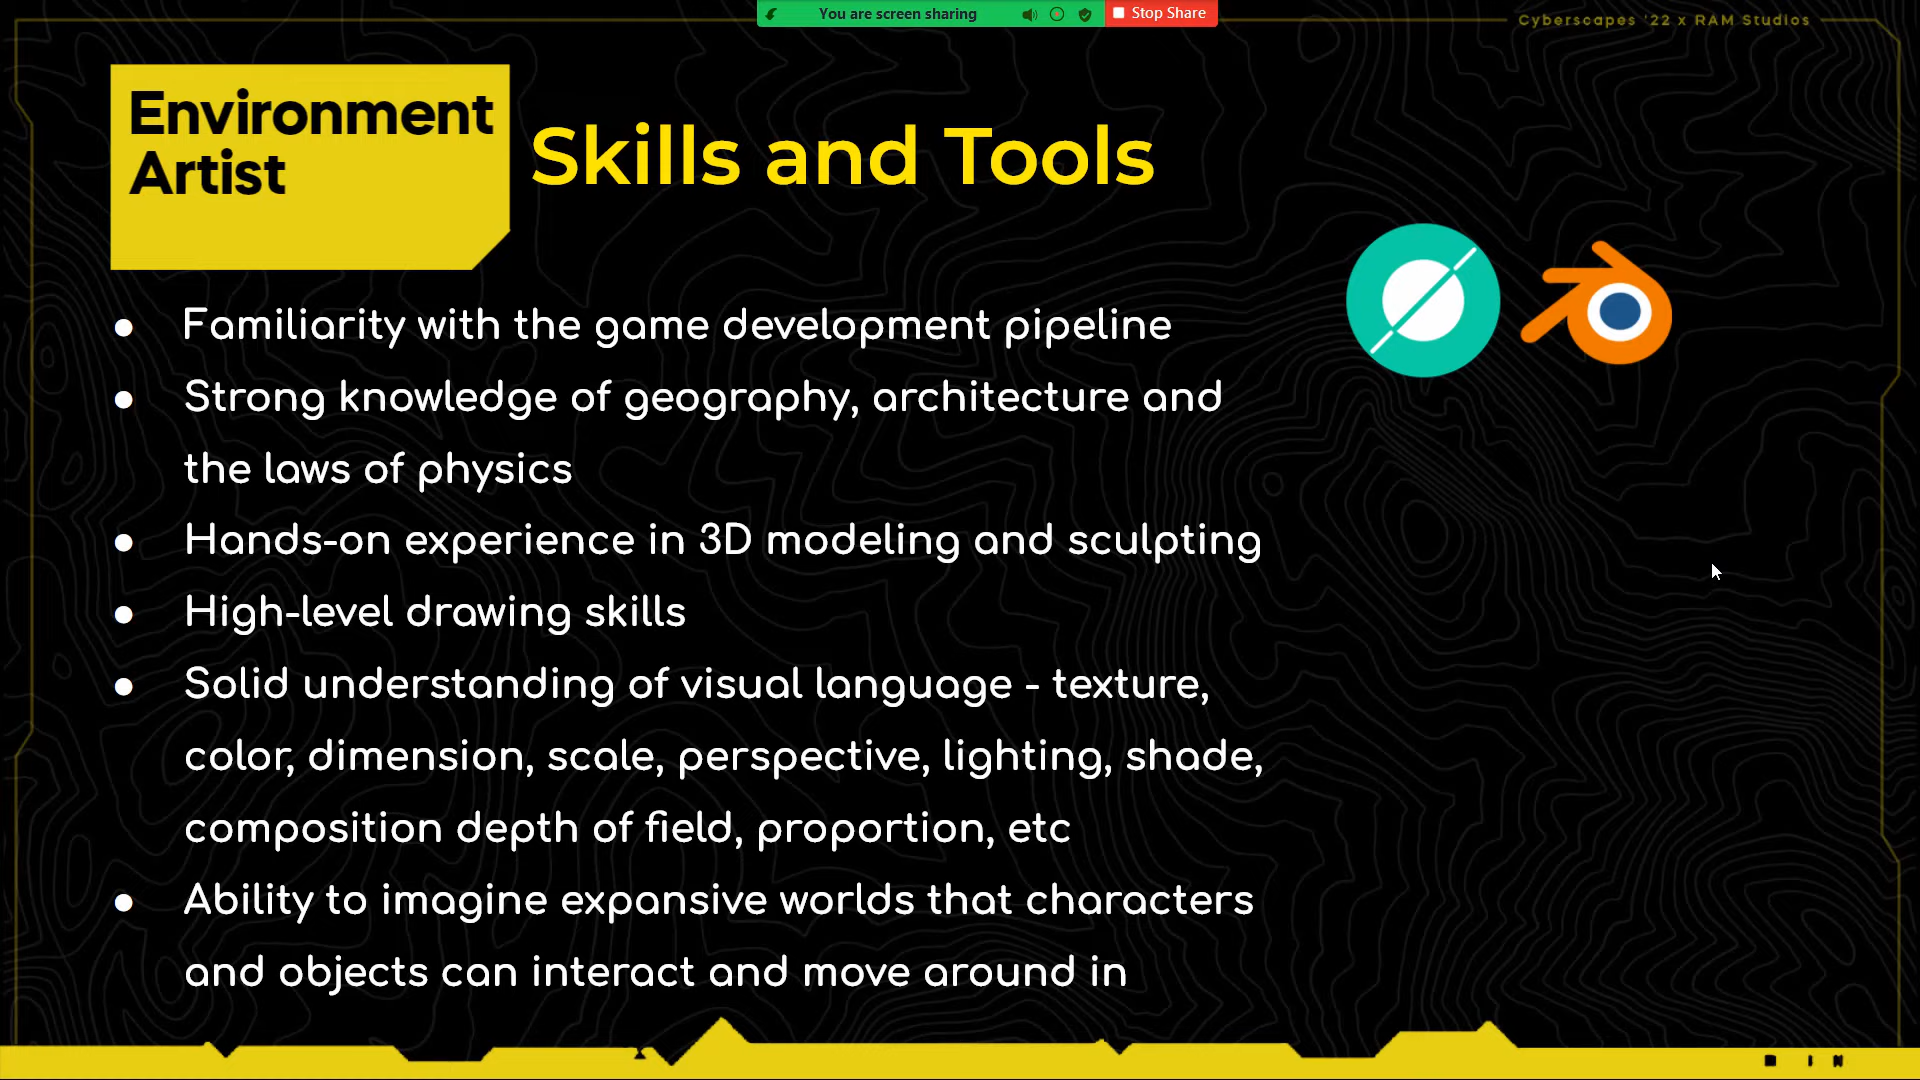 You are screen sharing
Stop Share
Cyberscapes '22 x RAM Studios
Environment
Artist
Skills and Tools
● Familiarity with the game development pipeline
● Strong knowledge of geography, architecture and
the laws of physics
● Hands-on experience in 3D modeling and sculpting
● High-level drawing skills
● Solid understanding of visual language - texture,
color, dimension, scale, perspective, lighting, shade,
composition depth of field, proportion, etc
● Ability to imagine expansive worlds that characters
and objects can interact and move around in